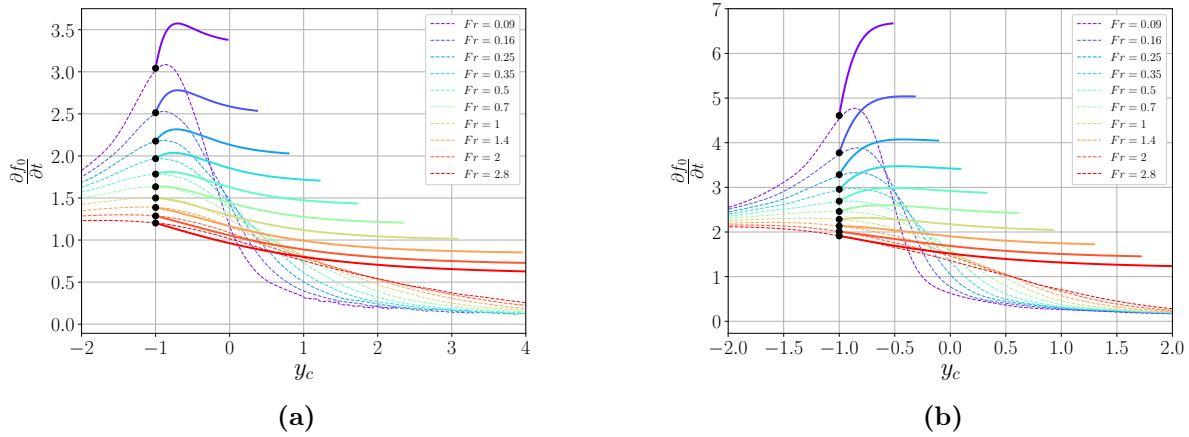 3.5
3.0
2.5
2.0
1.5
1.0
0.5
0.0
∂f₀/∂t
−2 −1 0 1 2 3 4
y_c
Fr = 0.09
Fr = 0.16
Fr = 0.25
Fr = 0.35
Fr = 0.5
Fr = 0.7
Fr = 1
Fr = 1.4
Fr = 2
Fr = 2.8
(a)
7
6
5
4
3
2
1
0
∂f₀/∂t
−2.0 −1.5 −1.0 −0.5 0.0 0.5 1.0 1.5 2.0
y_c
Fr = 0.09
Fr = 0.16
Fr = 0.25
Fr = 0.35
Fr = 0.5
Fr = 0.7
Fr = 1
Fr = 1.4
Fr = 2
Fr = 2.8
(b)